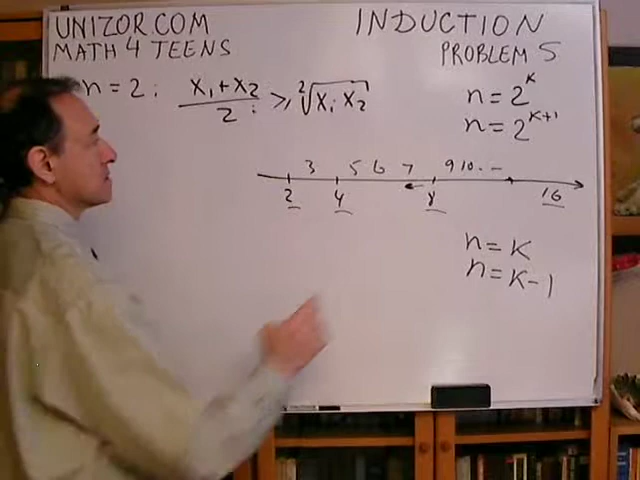 UNIZOR.COM
MATH 4 TEENS
INDUCTION
PROBLEM 5
n = 2 : (x₁ + x₂)/2 ≥ ²√(x₁ · x₂)
n = 2^k
n = 2^(k+1)
3 5 6 7 9 10 . –
2 4 8 16
n = k
n = k - 1